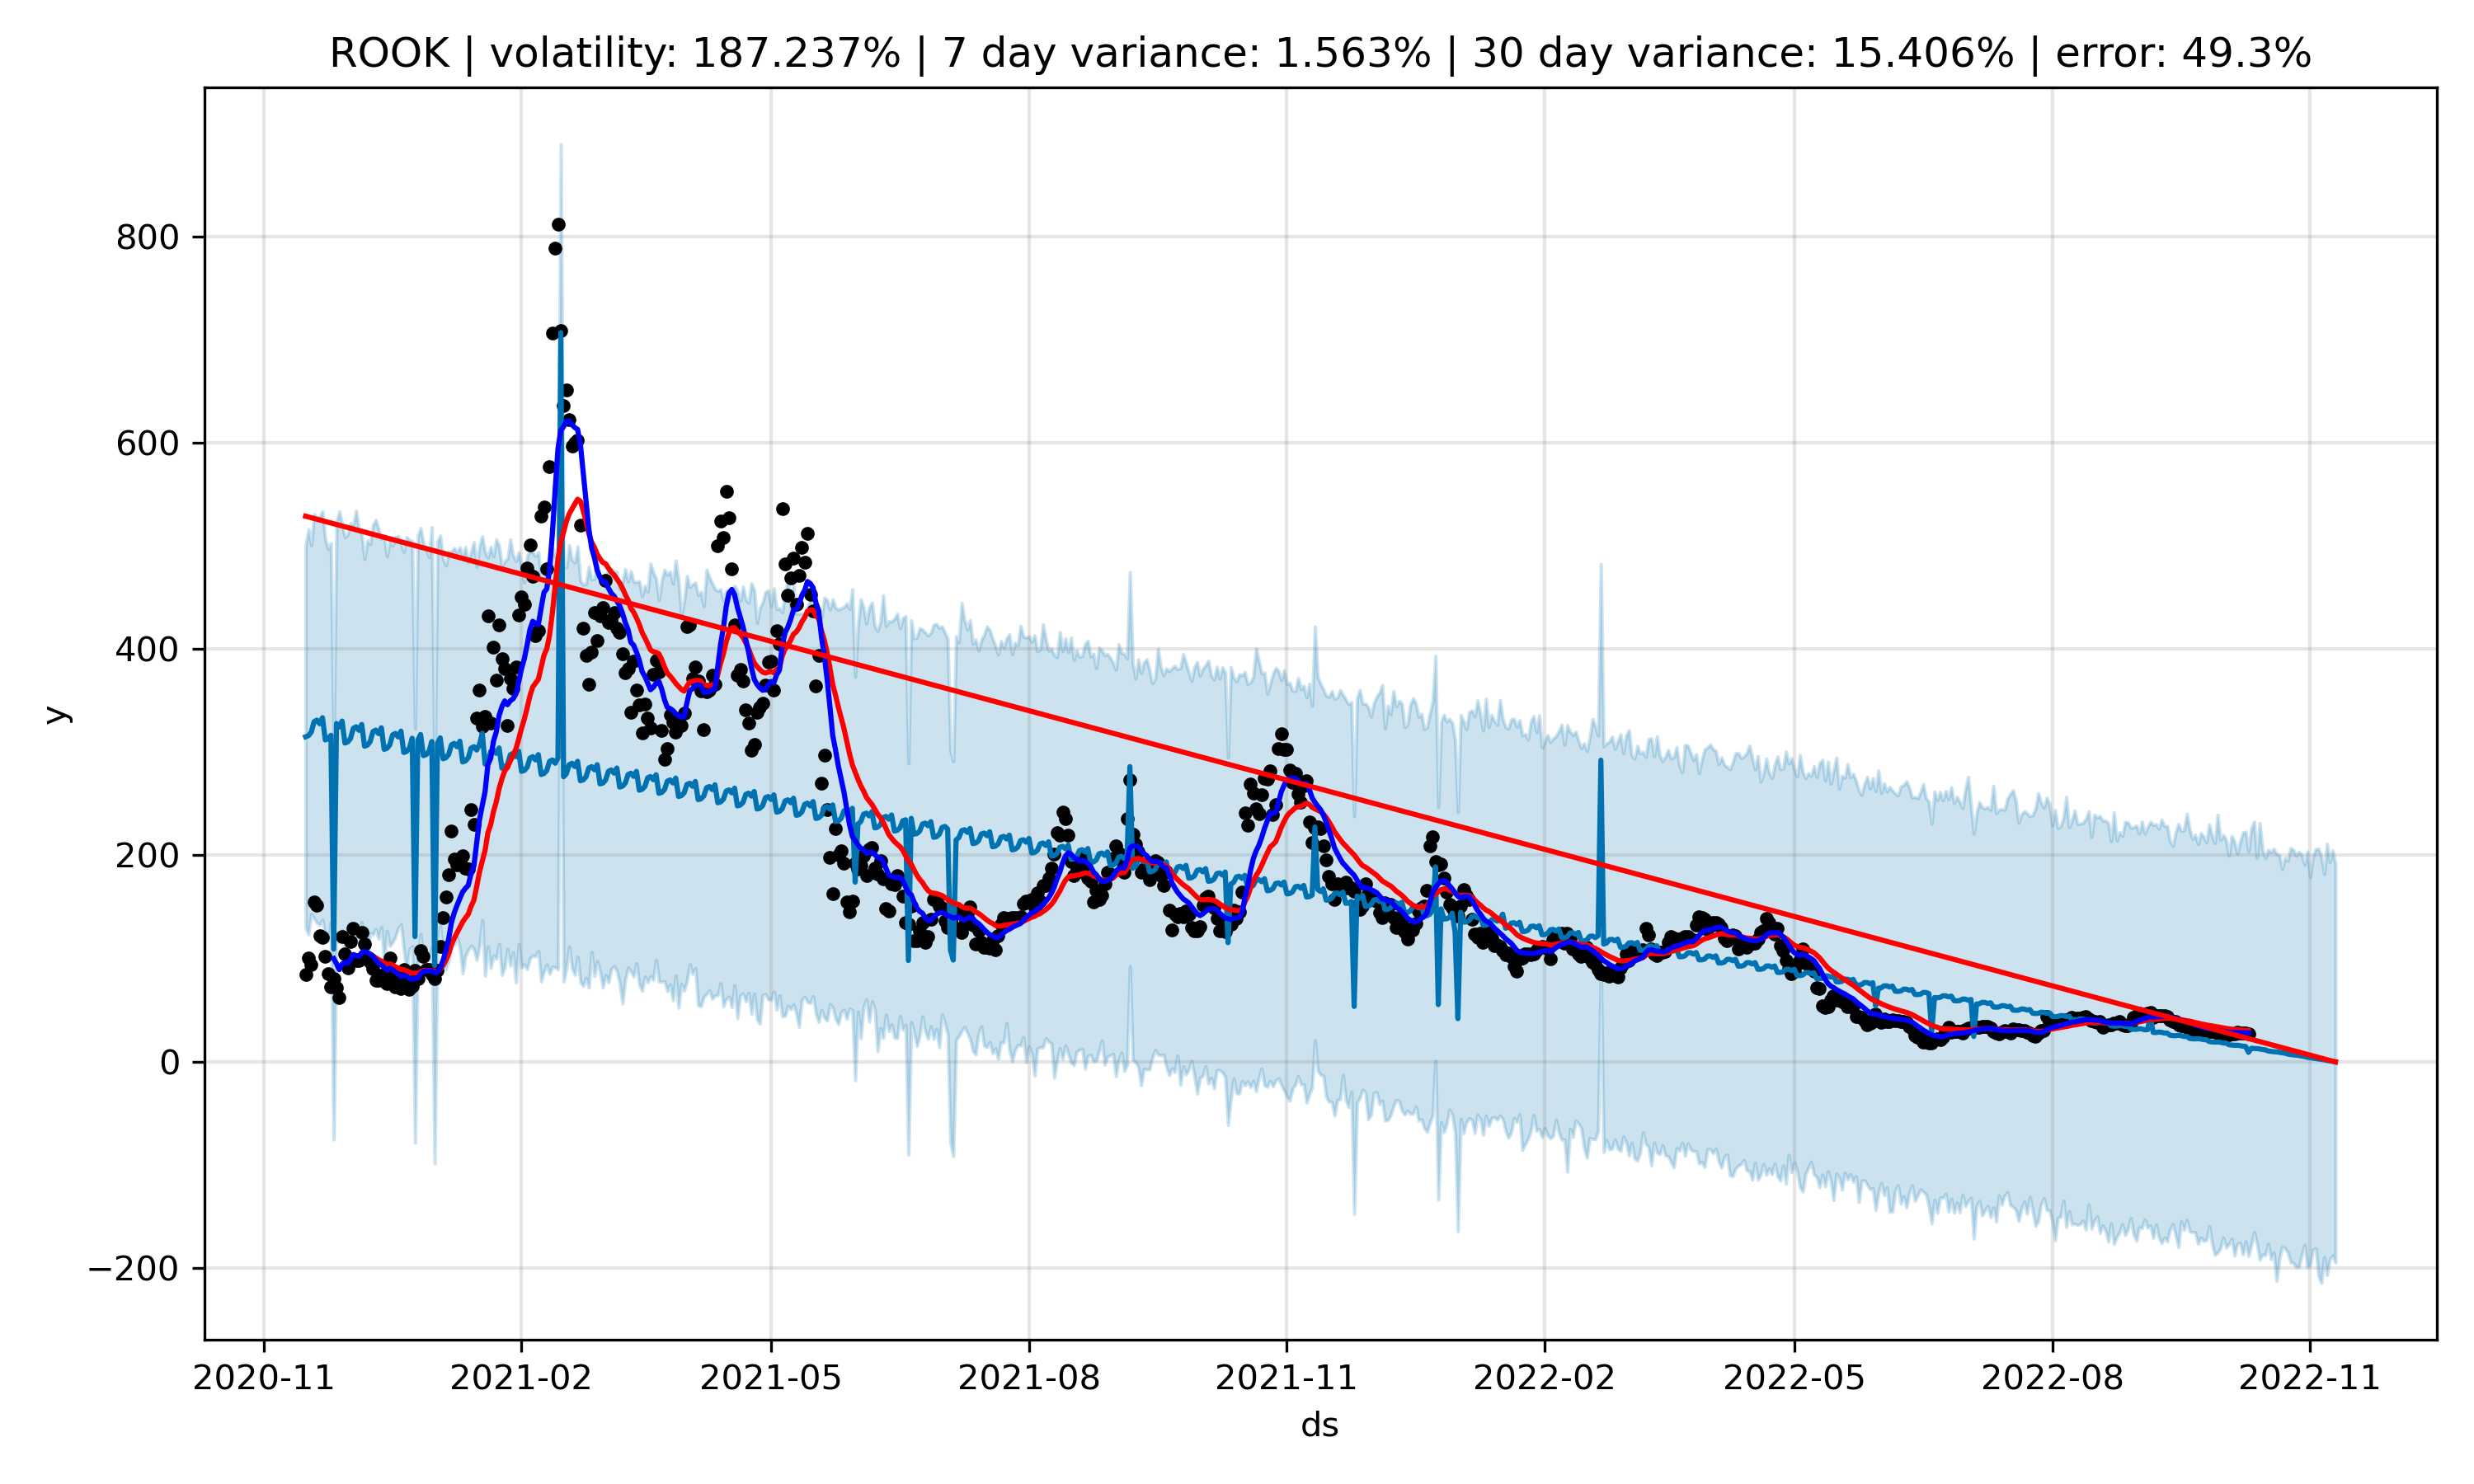 ROOK | volatility: 187.237% | 7 day variance: 1.563% | 30 day variance: 15.406% | error: 49.3%
800
600
400
200
0
−200
y
2020-11 2021-02 2021-05 2021-08 2021-11 2022-02 2022-05 2022-08 2022-11
ds